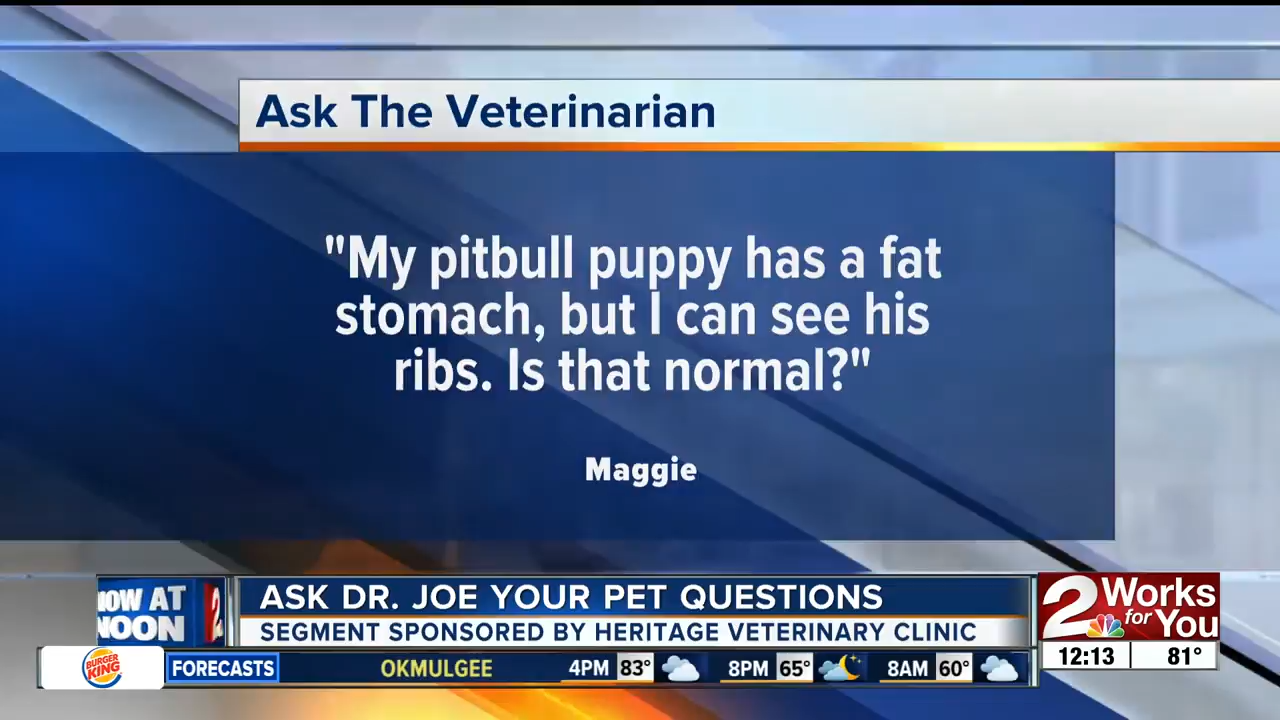 Ask The Veterinarian
"My pitbull puppy has a fat
stomach, but I can see his
ribs. Is that normal?"
Maggie
NOW AT
NOON
2
ASK DR. JOE YOUR PET QUESTIONS
SEGMENT SPONSORED BY HERITAGE VETERINARY CLINIC
2 Works
for You
12:13 81°
BURGER
KING
FORECASTS OKMULGEE 4PM 83° 8PM 65° 8AM 60°